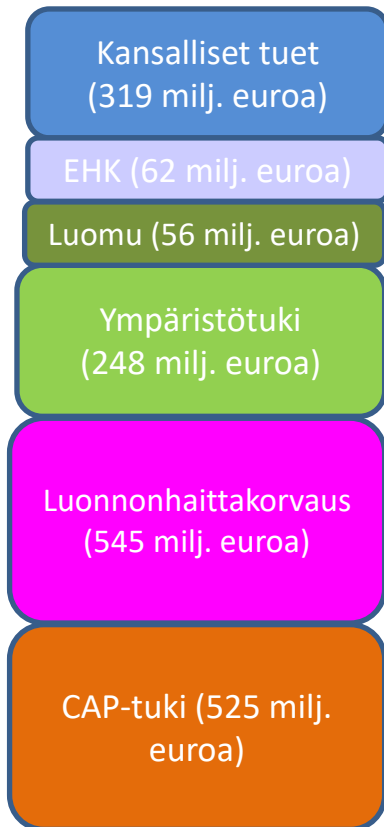 Kansalliset tuet
(319 milj. euroa)
EHK (62 milj. euroa)
Luomu (56 milj. euroa)
Ympäristötuki
(248 milj. euroa)
Luonnonhaittakorvaus
(545 milj. euroa)
CAP-tuki (525 milj.
euroa)